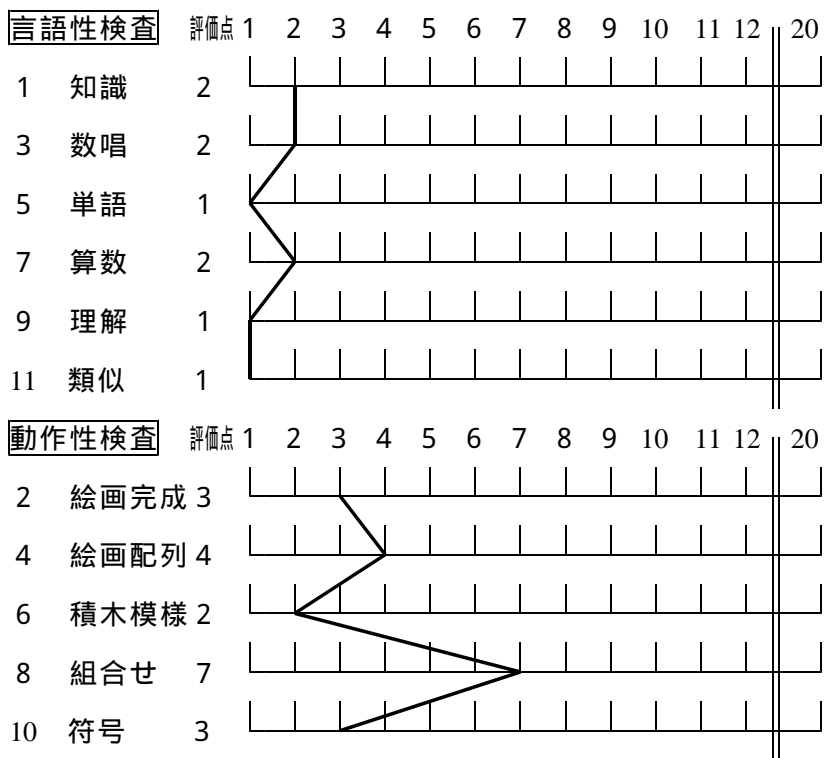 言語性検査 評価点 1 2 3 4 5 6 7 8 9 10 11 12 20
1 知識 2
3 数唱 2
5 単語 1
7 算数 2
9 理解 1
11 類似 1
動作性検査 評価点 1 2 3 4 5 6 7 8 9 10 11 12 20
2 絵画完成 3
4 絵画配列 4
6 積木模様 2
8 組合せ 7
10 符号 3